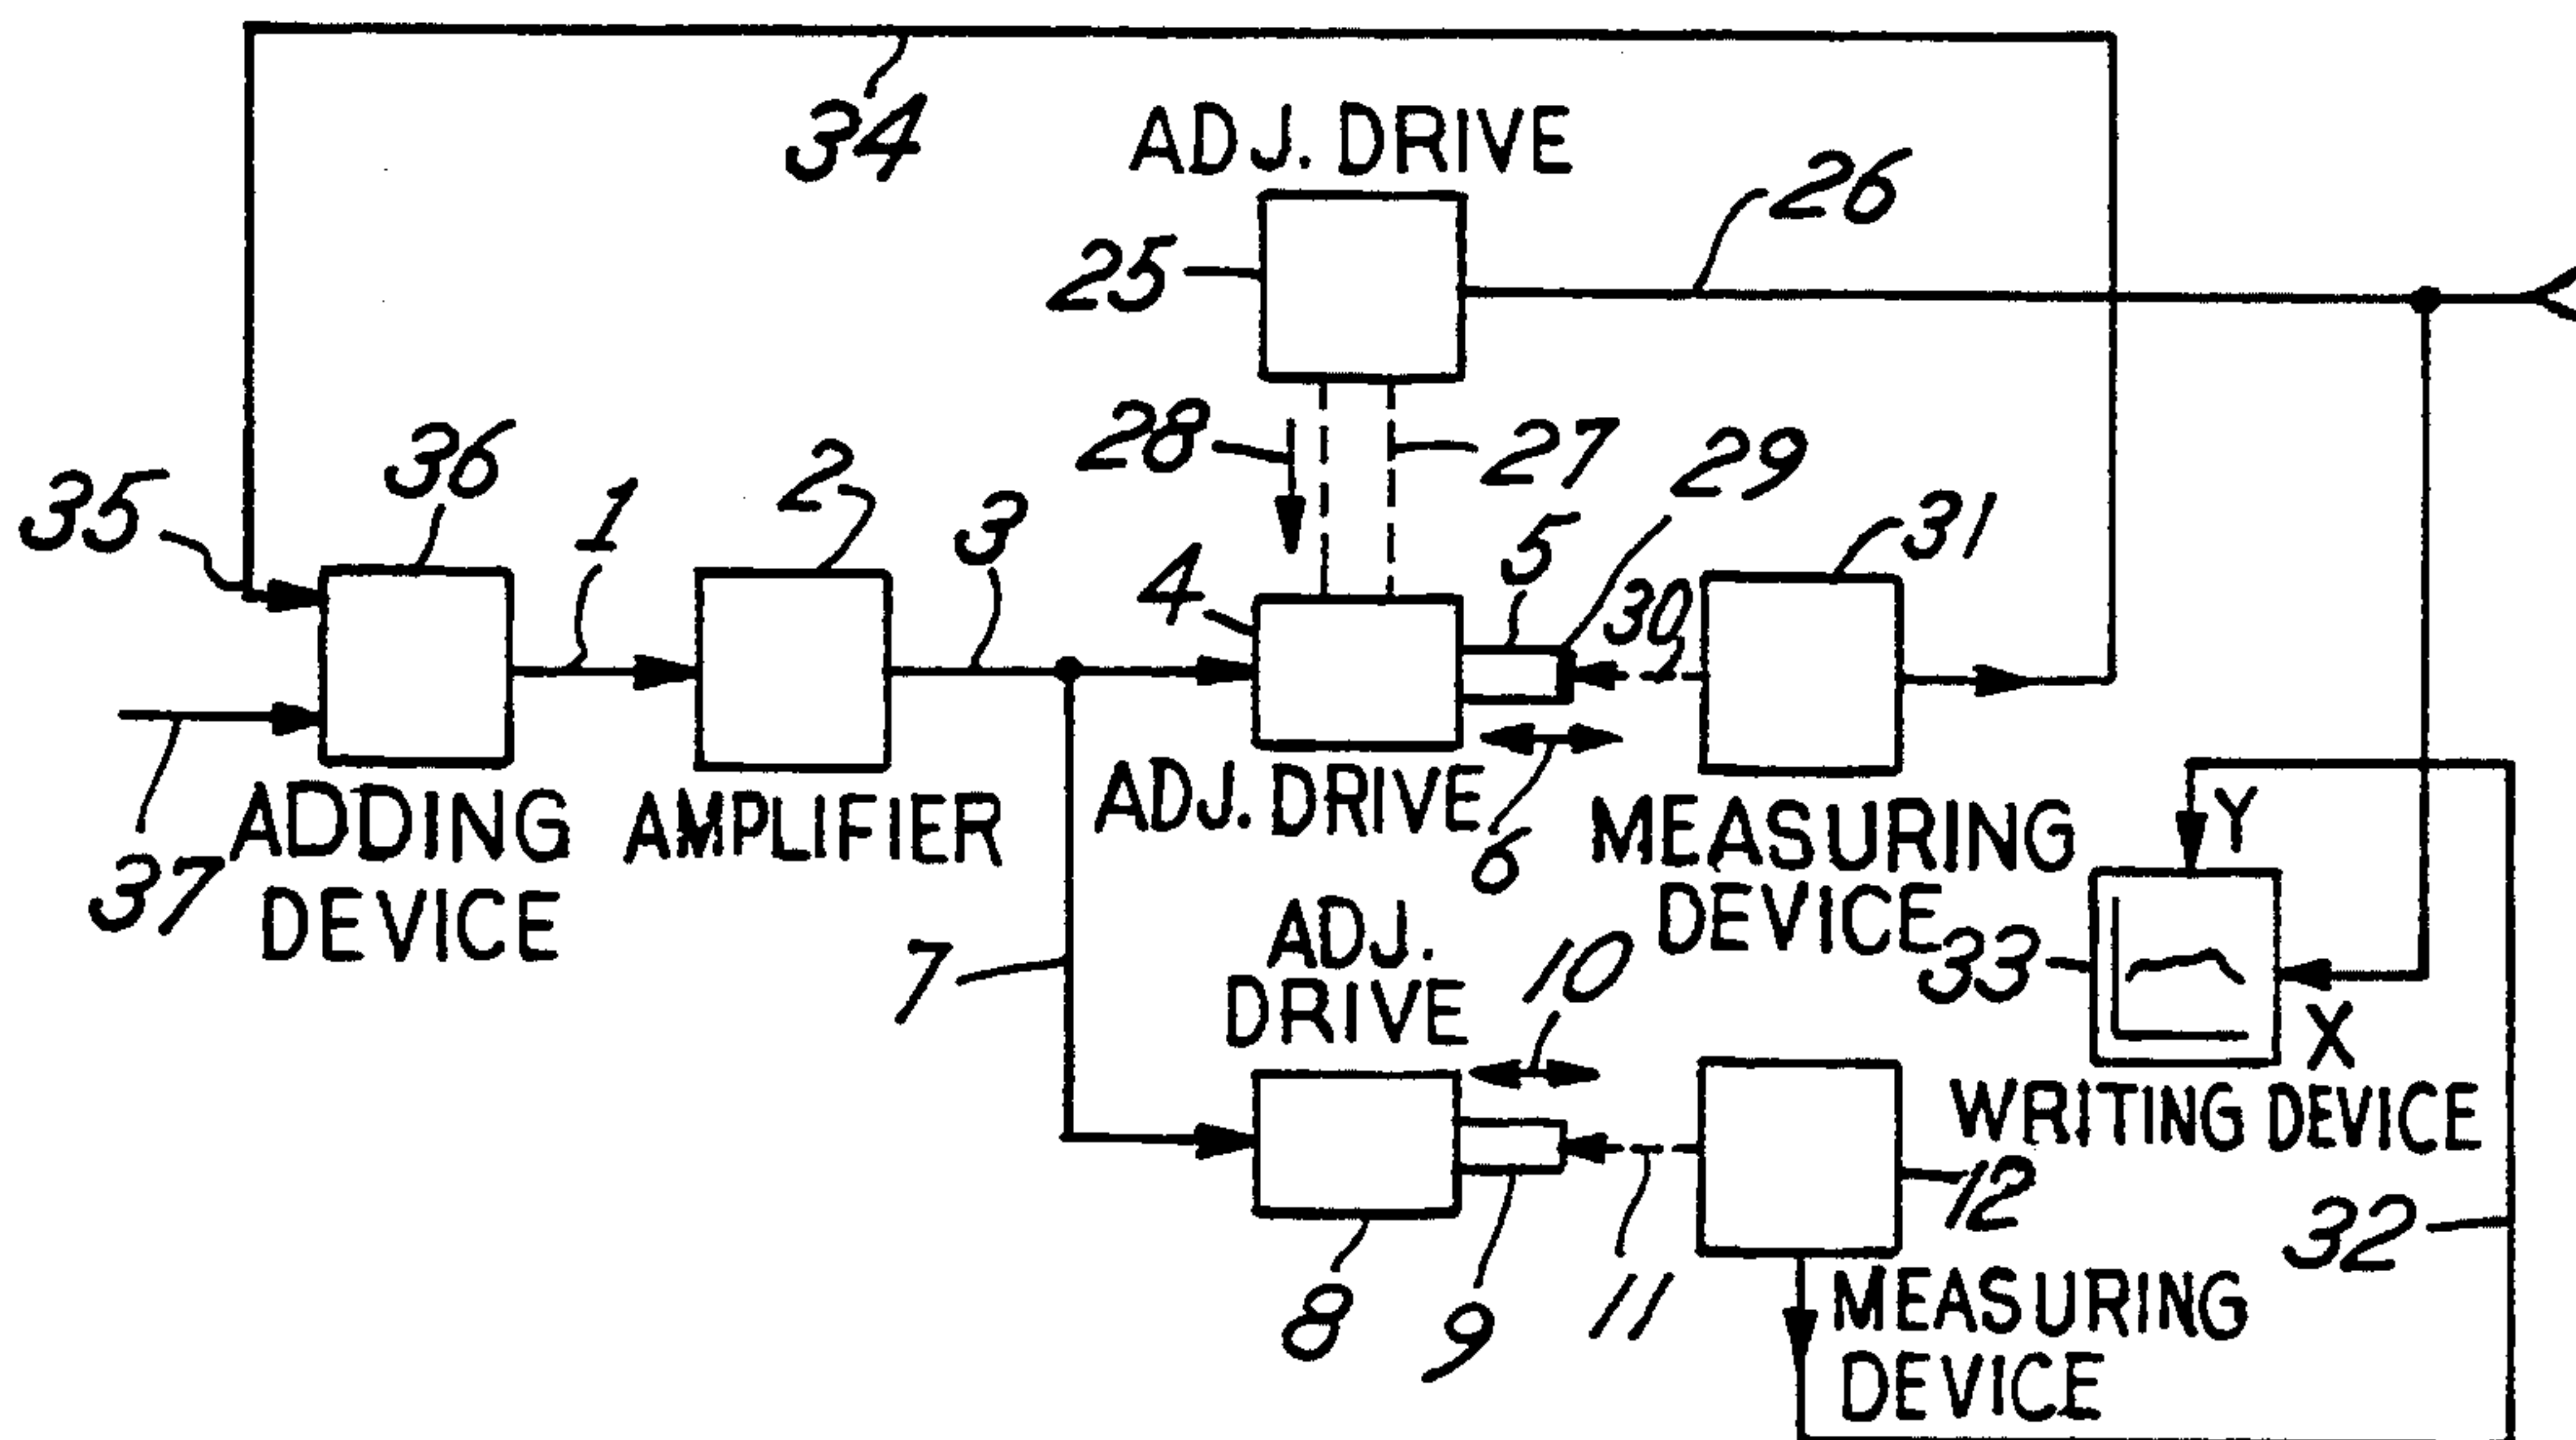 34
ADJ. DRIVE
26
25
28
27
29
36
2
35
1
3
5
31
4
30
ADJ. DRIVE
6
ADDING
DEVICE
AMPLIFIER
MEASURING
DEVICE
37
Y
33
X
7
ADJ.
DRIVE
10
WRITING DEVICE
12
32
8
9
11
MEASURING
DEVICE